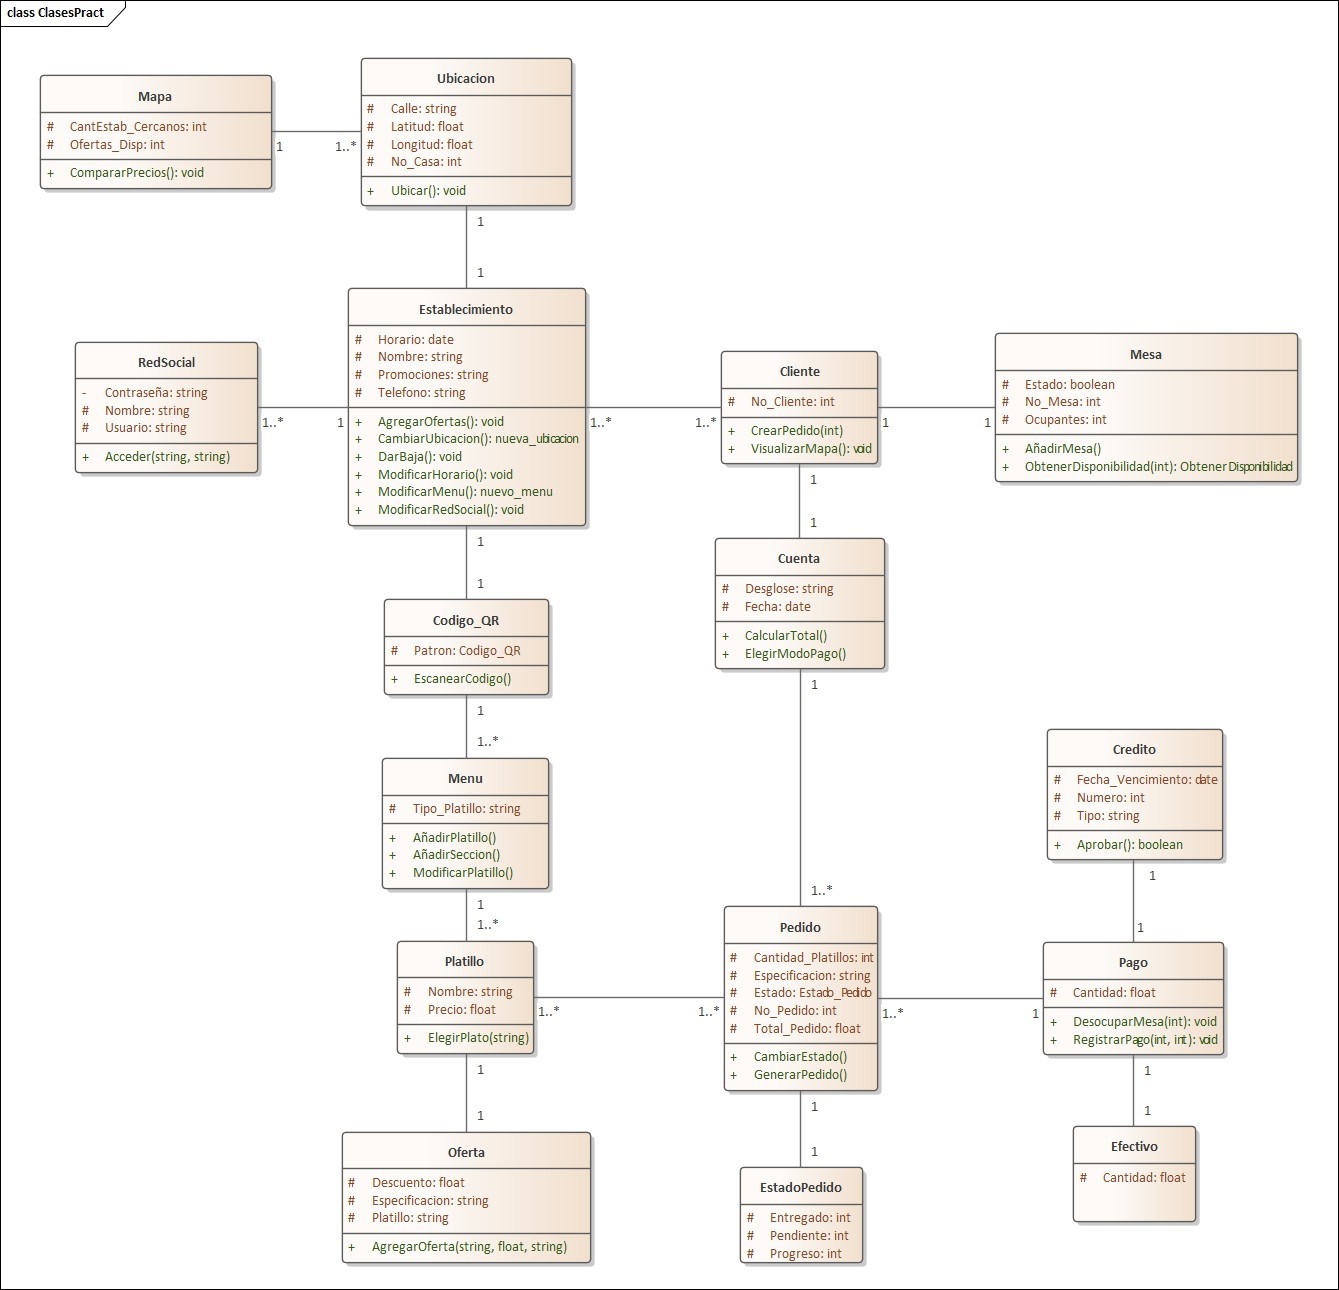 class ClasesPract
Mapa
# CantEstab_Cercanos: int
# Ofertas_Disp: int
+ CompararPrecios(): void
1
1..*
Ubicacion
# Calle: string
# Latitud: float
# Longitud: float
# No_Casa: int
+ Ubicar(): void
1
1
RedSocial
- Contraseña: string
# Nombre: string
# Usuario: string
+ Acceder(string, string)
1..*
1
Establecimiento
# Horario: date
# Nombre: string
# Promociones: string
# Telefono: string
+ AgregarOfertas(): void
+ CambiarUbicacion(): nueva_ubicacion
+ DarBaja(): void
+ ModificarHorario(): void
+ ModificarMenu(): nuevo_menu
+ ModificarRedSocial(): void
1..*
1..*
Cliente
# No_Cliente: int
+ CrearPedido(int)
+ VisualizarMapa(): void
1
1
Mesa
# Estado: boolean
# No_Mesa: int
# Ocupantes: int
+ AñadirMesa()
+ ObtenerDisponibilidad(int): ObtenerDisponibilidad
1
1
Cuenta
# Desglose: string
# Fecha: date
+ CalcularTotal()
+ ElegirModoPago()
1
1..*
1
1
Codigo_QR
# Patron: Codigo_QR
+ EscanearCodigo()
1
1..*
Menu
# Tipo_Platillo: string
+ AñadirPlatillo()
+ AñadirSeccion()
+ ModificarPlatillo()
1
1..*
Platillo
# Nombre: string
# Precio: float
+ ElegirPlato(string)
1..*
1..*
Pedido
# Cantidad_Platillos: int
# Especificacion: string
# Estado: Estado_Pedido
# No_Pedido: int
# Total_Pedido: float
+ CambiarEstado()
+ GenerarPedido()
1..*
1
Credito
# Fecha_Vencimiento: date
# Numero: int
# Tipo: string
+ Aprobar(): boolean
1
1
Pago
# Cantidad: float
+ DesocuparMesa(int): void
+ RegistrarPago(int, int): void
1
1
Efectivo
# Cantidad: float
1
1
Oferta
# Descuento: float
# Especificacion: string
# Platillo: string
+ AgregarOferta(string, float, string)
1
1
EstadoPedido
# Entregado: int
# Pendiente: int
# Progreso: int